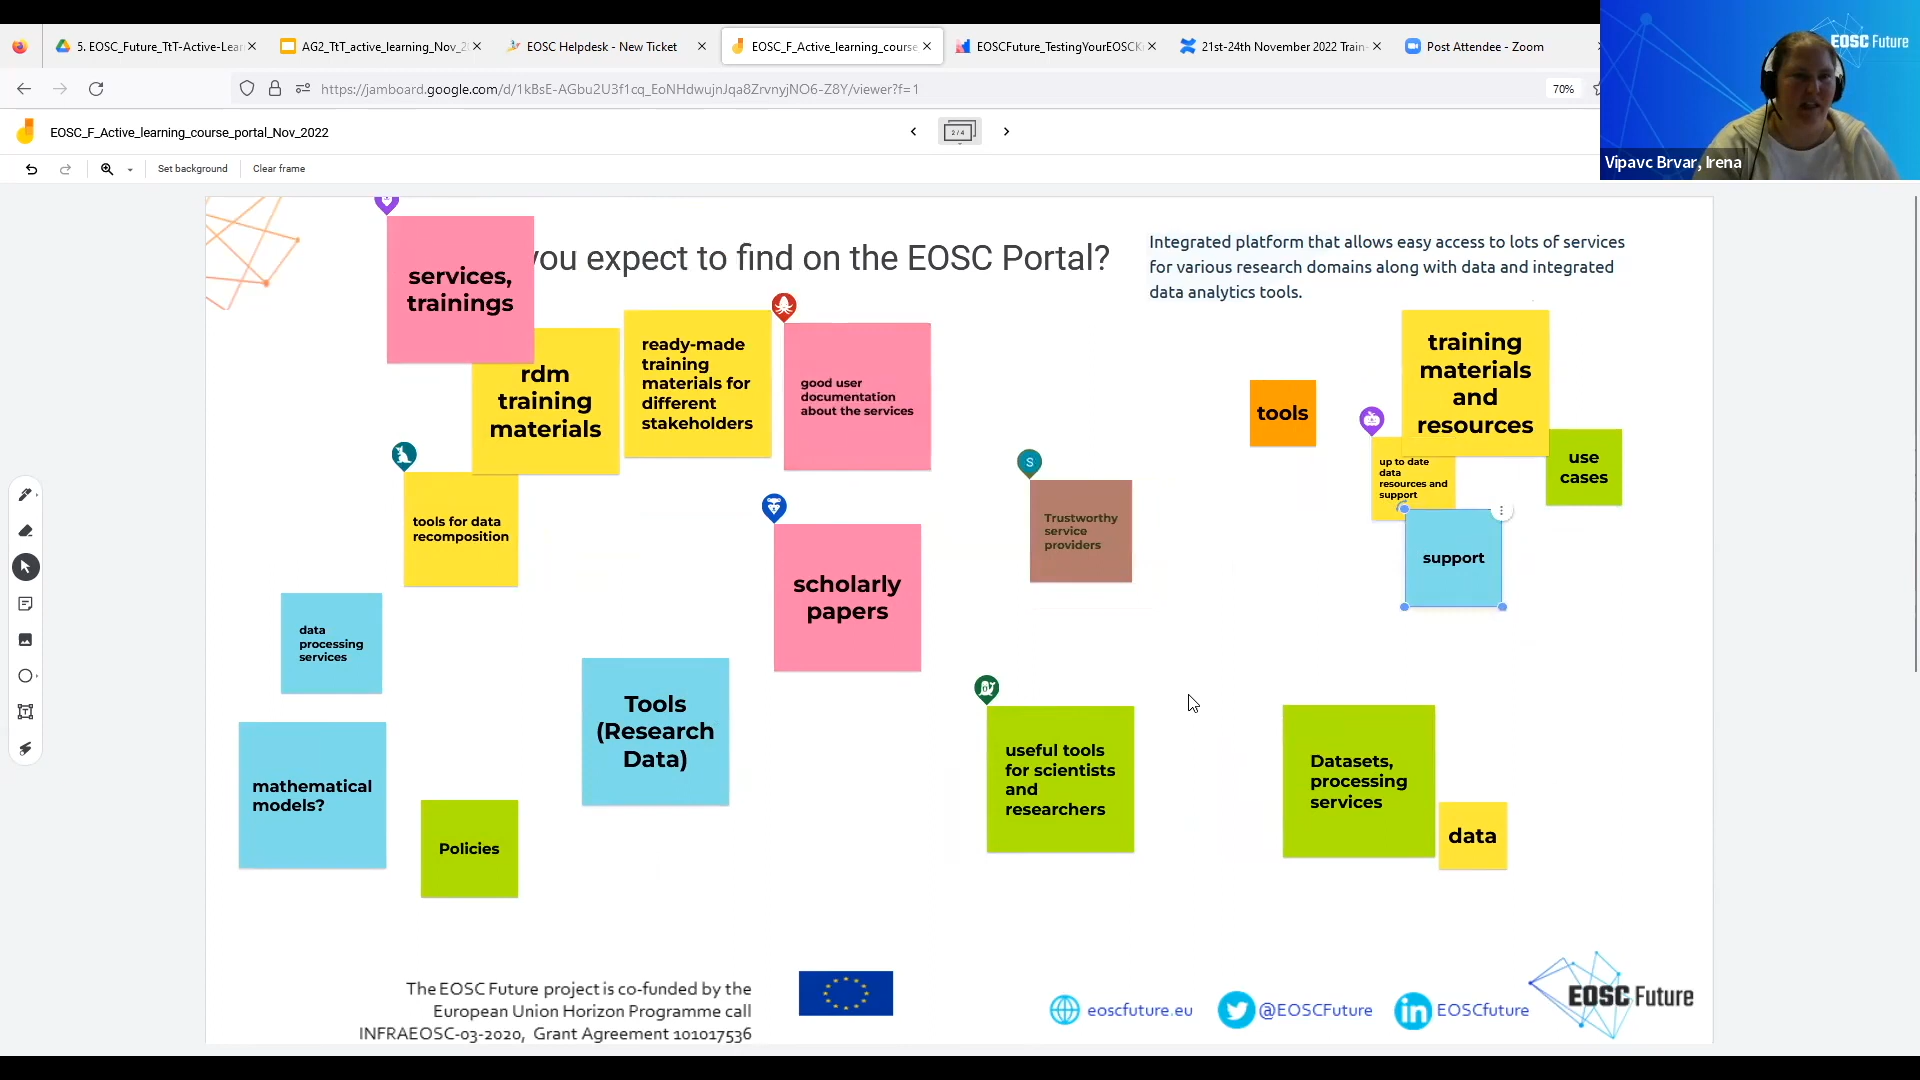 5. EOSC_Future_TtT-Active-Lear
AG2_TtT_active_learning_Nov_2
EOSC Helpdesk - New Ticket
EOSC_F_Active_learning_course
EOSCFuture_TestingYourEOSCK
21st-24th November 2022 Train
Post Attendee - Zoom
EOSC Future
https://jamboard.google.com/d/1kBsE-AGbu2U3f1cq_EoNHdwujnJqa8ZrvnyjNO6-Z8Y/viewer?f=1
70%
EOSC_F_Active_learning_course_portal_Nov_2022
2 / 4
Vipavc Brvar, Irena
Set background
Clear frame
you expect to find on the EOSC Portal?
Integrated platform that allows easy access to lots of services
for various research domains along with data and integrated
data analytics tools.
services,
trainings
rdm
training
materials
ready-made
training
materials for
different
stakeholders
good user
documentation
about the services
tools
training
materials
and
resources
up to date
data
resources and
support
use
cases
support
tools for data
recomposition
S
Trustworthy
service
providers
scholarly
papers
data
processing
services
Tools
(Research
Data)
useful tools
for scientists
and
researchers
Datasets,
processing
services
data
mathematical
models?
Policies
The EOSC Future project is co-funded by the
European Union Horizon Programme call
INFRAEOSC-03-2020, Grant Agreement 101017536
eoscfuture.eu
@EOSCFuture
in
EOSCfuture
EOSC Future